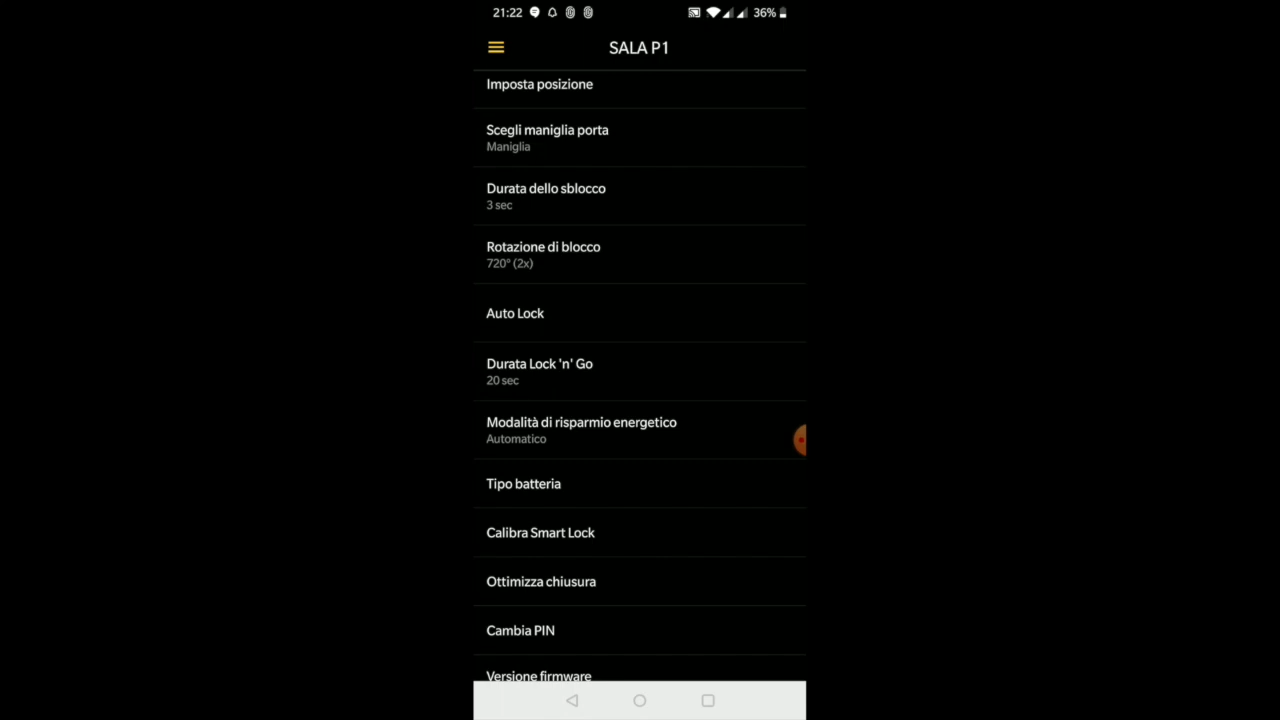 21:22 36%
SALA P1
Imposta posizione
Scegli maniglia porta
Maniglia
Durata dello sblocco
3 sec
Rotazione di blocco
720° (2x)
Auto Lock
Durata Lock 'n' Go
20 sec
Modalità di risparmio energetico
Automatico
Tipo batteria
Calibra Smart Lock
Ottimizza chiusura
Cambia PIN
Versione firmware